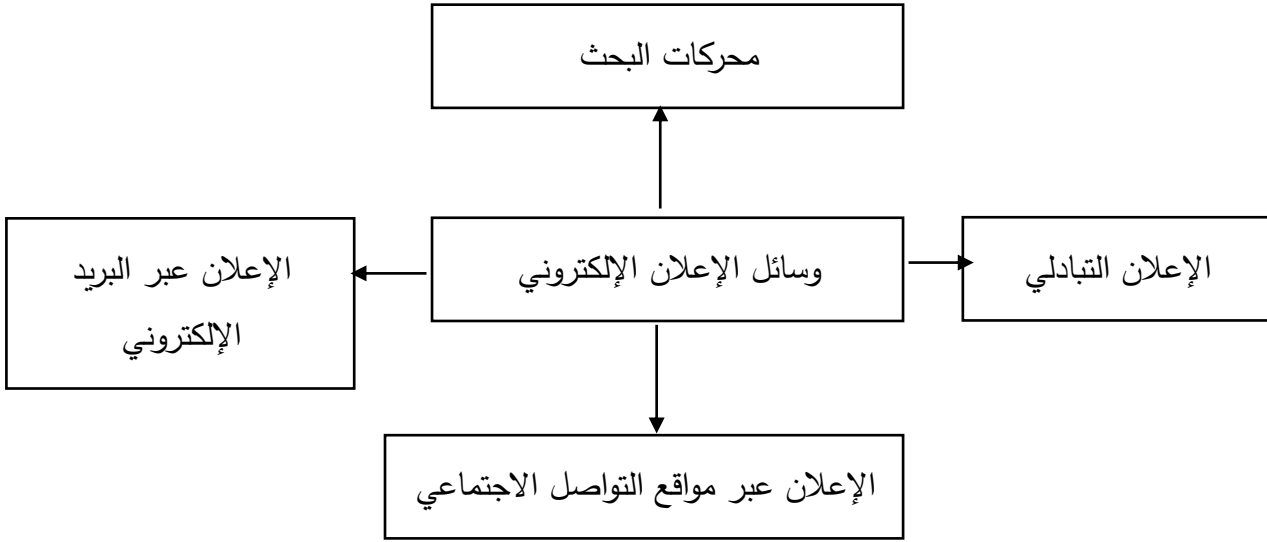 محركات البحث
الإعلان التبادلي
وسائل الإعلان الإلكتروني
الإعلان عبر البريد
الإلكتروني
الإعلان عبر مواقع التواصل الاجتماعي